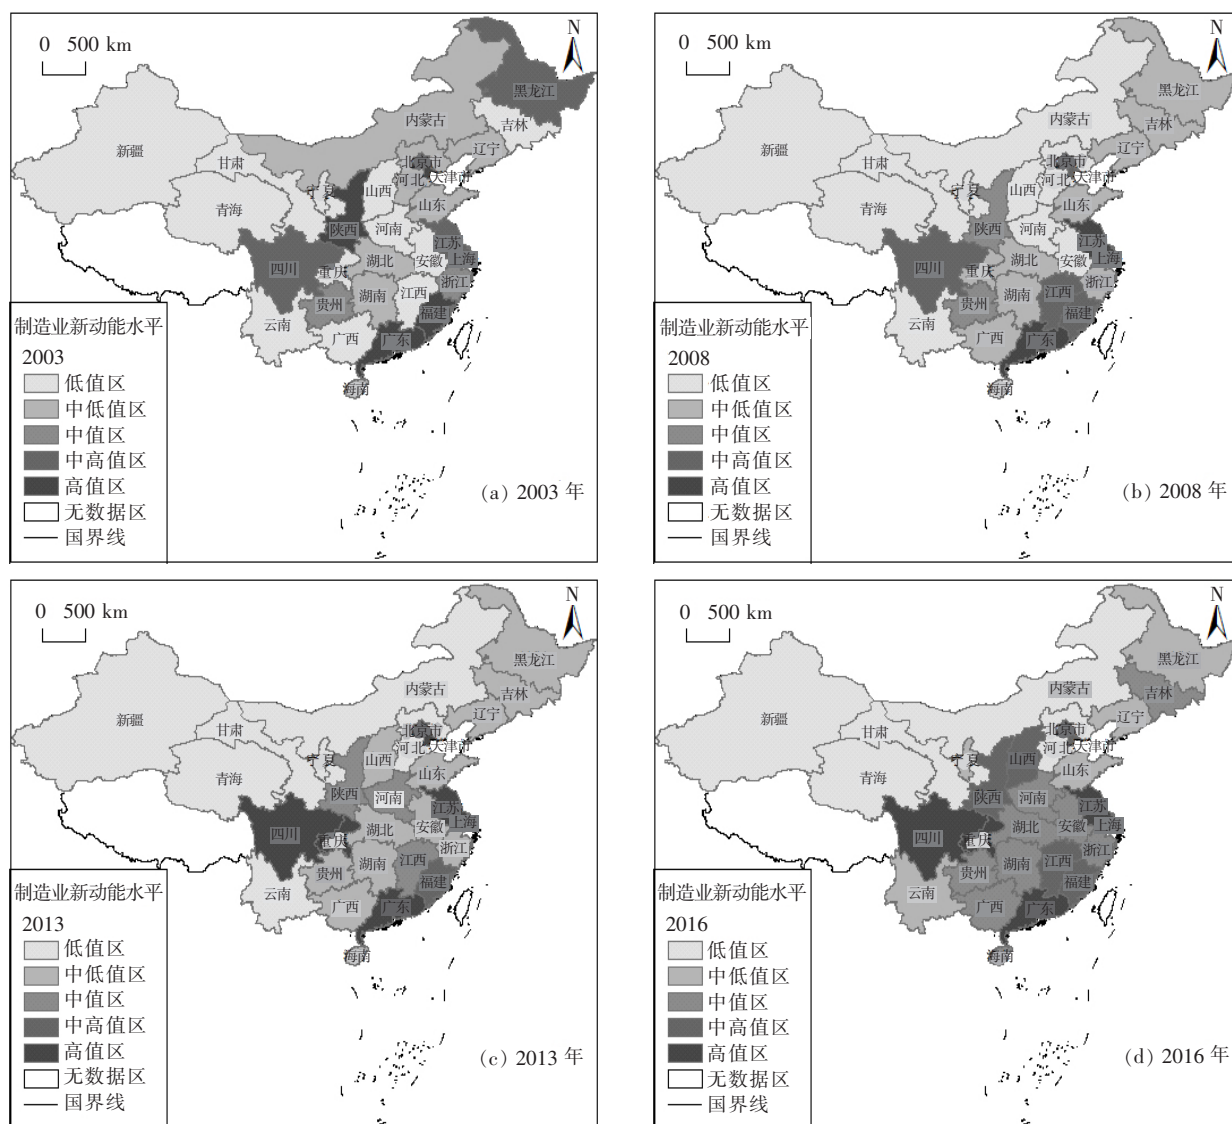 N
0 500 km
黑龙江
内蒙古
吉林
新疆
辽宁
甘肃
北京市
天津市
河北
宁夏
山西
青海
山东
陕西
河南
江苏
四川
重庆
湖北
安徽
上海
浙江
贵州
湖南
江西
云南
福建
广西
广东
海南
制造业新动能水平
2003
低值区
中低值区
中值区
中高值区
高值区
无数据区
国界线
(a) 2003 年
N
0 500 km
黑龙江
内蒙古
吉林
新疆
辽宁
甘肃
北京市
天津市
河北
宁夏
山西
青海
山东
陕西
河南
江苏
四川
重庆
湖北
安徽
上海
浙江
贵州
湖南
江西
云南
福建
广西
广东
海南
制造业新动能水平
2008
低值区
中低值区
中值区
中高值区
高值区
无数据区
国界线
(b) 2008 年
N
0 500 km
黑龙江
内蒙古
吉林
新疆
辽宁
甘肃
北京市
天津市
河北
宁夏
山西
青海
山东
陕西
河南
江苏
四川
重庆
湖北
安徽
上海
浙江
贵州
湖南
江西
云南
福建
广西
广东
海南
制造业新动能水平
2013
低值区
中低值区
中值区
中高值区
高值区
无数据区
国界线
(c) 2013 年
N
0 500 km
黑龙江
内蒙古
吉林
新疆
辽宁
甘肃
北京市
天津市
河北
宁夏
山西
青海
山东
陕西
河南
江苏
四川
重庆
湖北
安徽
上海
浙江
贵州
湖南
江西
云南
福建
广西
广东
海南
制造业新动能水平
2016
低值区
中低值区
中值区
中高值区
高值区
无数据区
国界线
(d) 2016 年